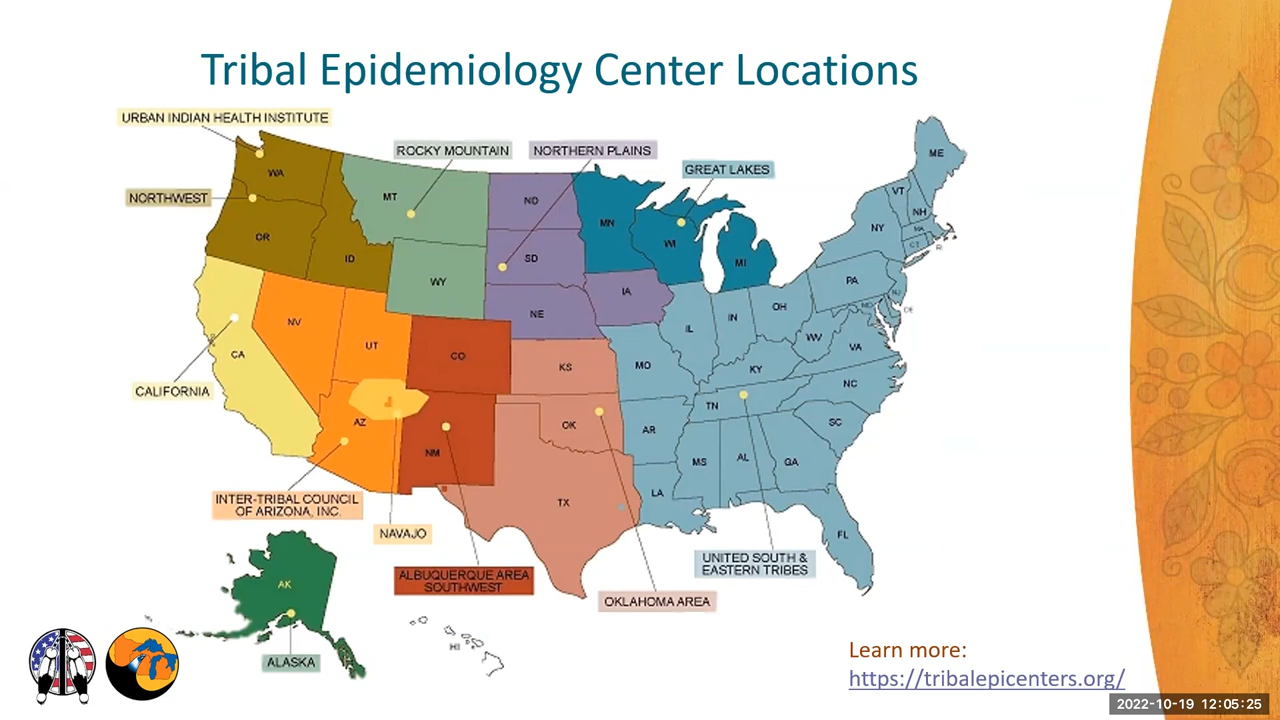 Tribal Epidemiology Center Locations
URBAN INDIAN HEALTH INSTITUTE
ROCKY MOUNTAIN
NORTHERN PLAINS
GREAT LAKES
NORTHWEST
WA
OR
ID
MT
WY
ND
SD
NE
IA
MN
WI
MI
ME
VT
NH
MA
CT
RI
NY
PA
NJ
MD
DE
OH
IN
IL
WV
VA
KY
NC
TN
SC
MO
AR
MS
AL
GA
LA
FL
KS
OK
TX
CO
NM
NV
UT
AZ
CA
CALIFORNIA
INTER-TRIBAL COUNCIL
OF ARIZONA, INC.
NAVAJO
ALBUQUERQUE AREA
SOUTHWEST
OKLAHOMA AREA
UNITED SOUTH &
EASTERN TRIBES
AK
ALASKA
HI
Learn more:
https://tribalepicenters.org/
2022-10-19 12:05:25